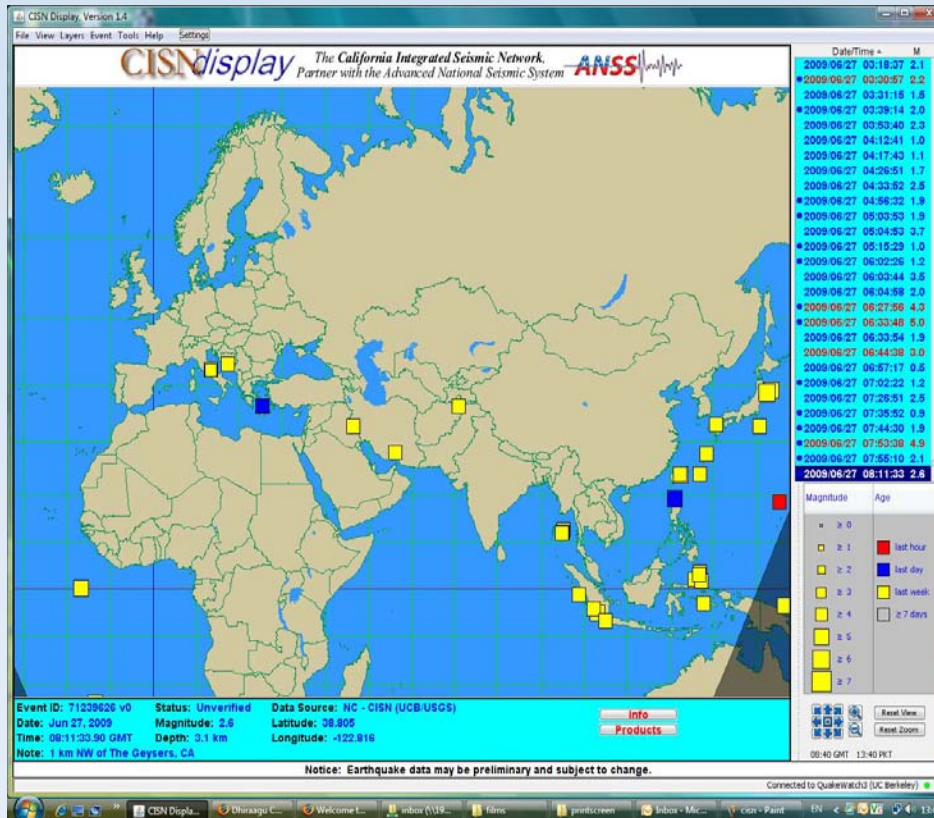 CISN Display, Version 1.4
File View Layers Event Tools Help Settings
CISN display
The California Integrated Seismic Network,
Partner with the Advanced National Seismic System
ANSS
Date/Time M
2009/06/27 03:18:37 2.1
2009/06/27 03:30:57 2.2
2009/06/27 03:31:15 1.5
2009/06/27 03:39:14 2.0
2009/06/27 03:53:40 2.3
2009/06/27 04:12:41 1.0
2009/06/27 04:17:43 1.1
2009/06/27 04:26:51 1.7
2009/06/27 04:33:52 2.5
2009/06/27 04:56:32 1.9
2009/06/27 05:03:53 1.9
2009/06/27 05:04:53 3.7
2009/06/27 05:15:29 1.0
2009/06/27 06:02:26 1.2
2009/06/27 06:03:44 3.5
2009/06/27 06:04:58 2.0
2009/06/27 06:27:56 4.3
2009/06/27 06:33:48 5.0
2009/06/27 06:33:54 1.9
2009/06/27 06:44:38 3.0
2009/06/27 06:57:17 0.5
2009/06/27 07:02:22 1.2
2009/06/27 07:26:51 2.5
2009/06/27 07:35:52 0.9
2009/06/27 07:44:30 1.9
2009/06/27 07:53:38 4.9
2009/06/27 07:55:10 2.1
2009/06/27 08:11:33 2.6
Magnitude Age
≥ 0
≥ 1 last hour
≥ 2 last day
≥ 3 last week
≥ 4 ≥ 7 days
≥ 5
≥ 6
≥ 7
Reset View
Reset Zoom
08:40 GMT 13:40 PKT
Event ID: 71239626 v0 Status: Unverified Data Source: NC - CISN (UCB/USGS)
Date: Jun 27, 2009 Magnitude: 2.6 Latitude: 38.805
Time: 08:11:33.90 GMT Depth: 3.1 km Longitude: -122.816
Note: 1 km NW of The Geysers, CA
Info
Products
Notice: Earthquake data may be preliminary and subject to change.
Connected to QuakeWatch3 (UC Berkeley)
CISN Displa... Dhiraagu C... Welcome t... inbox (\\19... films printscreen Inbox - Mic... cisn - Paint EN